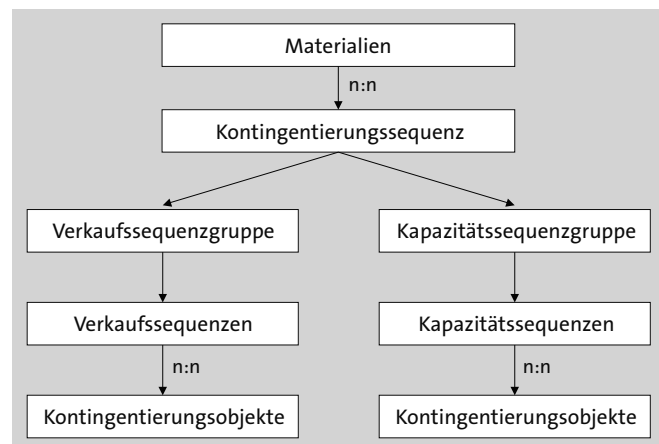 Materialien
n:n
Kontingentierungssequenz
Verkaufssequenzgruppe
Kapazitätssequenzgruppe
Verkaufssequenzen
Kapazitätssequenzen
n:n
n:n
Kontingentierungsobjekte
Kontingentierungsobjekte